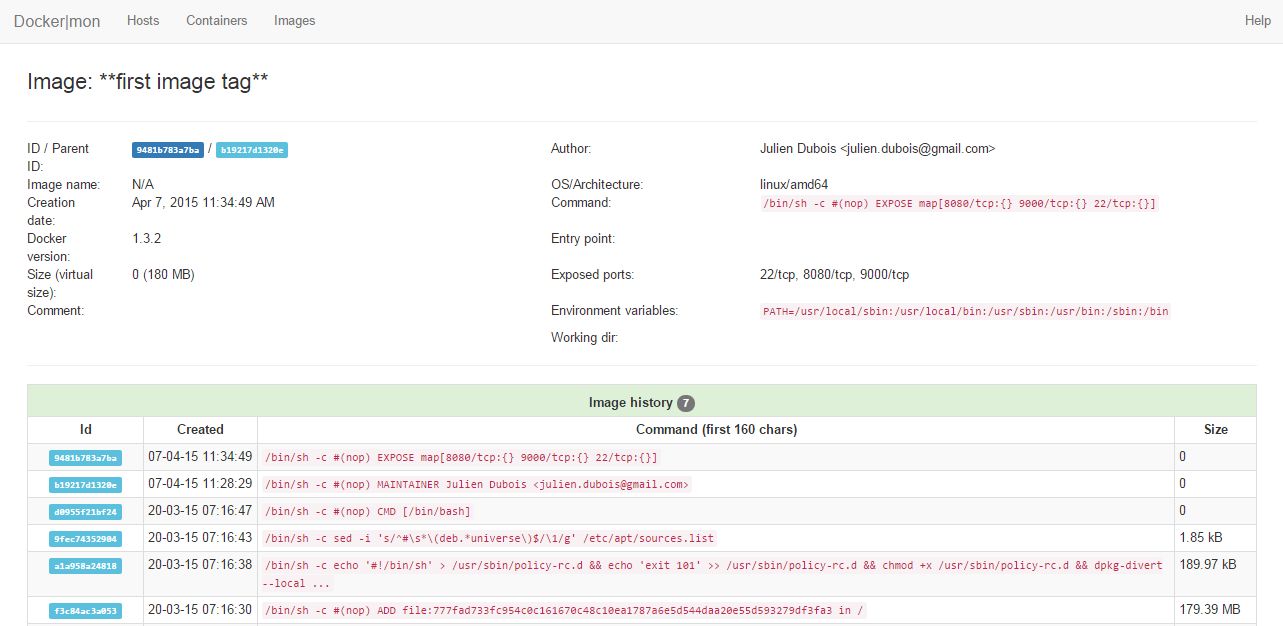 Docker|mon Hosts Containers Images Help
Image: **first image tag**
ID / Parent ID: 9481b783a7ba / b19217d1320e
Author: Julien Dubois <julien.dubois@gmail.com>
Image name: N/A
OS/Architecture: linux/amd64
Creation date: Apr 7, 2015 11:34:49 AM
Command: /bin/sh -c #(nop) EXPOSE map[8080/tcp:{} 9000/tcp:{} 22/tcp:{}]
Docker version: 1.3.2
Entry point:
Size (virtual size): 0 (180 MB)
Exposed ports: 22/tcp, 8080/tcp, 9000/tcp
Comment:
Environment variables: PATH=/usr/local/sbin:/usr/local/bin:/usr/sbin:/usr/bin:/sbin:/bin
Working dir:
Image history 7
Id Created Command (first 160 chars) Size
9481b783a7ba 07-04-15 11:34:49 /bin/sh -c #(nop) EXPOSE map[8080/tcp:{} 9000/tcp:{} 22/tcp:{}] 0
b19217d1320e 07-04-15 11:28:29 /bin/sh -c #(nop) MAINTAINER Julien Dubois <julien.dubois@gmail.com> 0
d0955f21bf24 20-03-15 07:16:47 /bin/sh -c #(nop) CMD [/bin/bash] 0
9fec74352904 20-03-15 07:16:43 /bin/sh -c sed -i 's/^#\s*\(deb.*universe\)$/\1/g' /etc/apt/sources.list 1.85 kB
a1a958a24818 20-03-15 07:16:38 /bin/sh -c echo '#!/bin/sh' > /usr/sbin/policy-rc.d && echo 'exit 101' >> /usr/sbin/policy-rc.d && chmod +x /usr/sbin/policy-rc.d && dpkg-divert 189.97 kB
--local ...
f3c84ac3a053 20-03-15 07:16:30 /bin/sh -c #(nop) ADD file:777fad733fc954c0c161670c48c10ea1787a6e5d544daa20e55d593279df3fa3 in / 179.39 MB